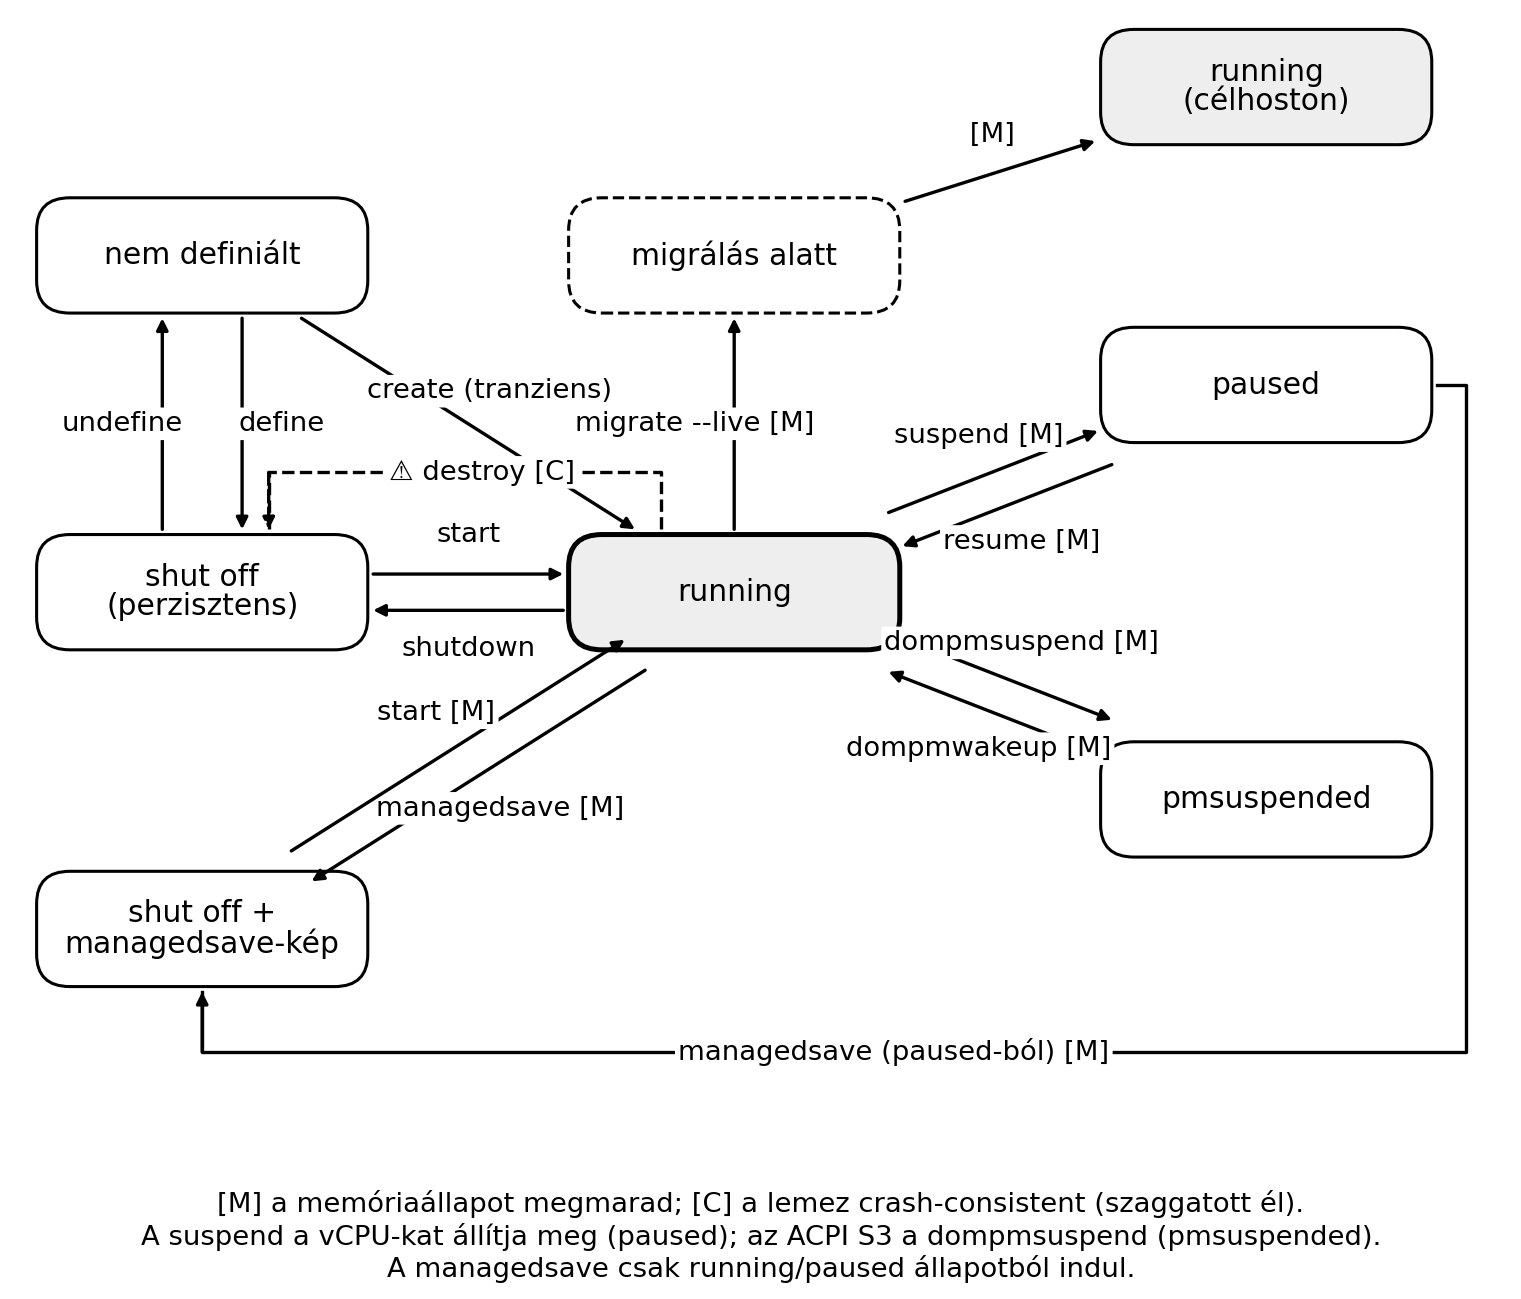 running
(célhoston)
[M]
nem definiált
migrálás alatt
paused
create (tranziens)
undefine
define
migrate --live [M]
suspend [M]
⚠ destroy [C]
start
resume [M]
shut off
(perzisztens)
running
shutdown
dompmsuspend [M]
start [M]
dompmwakeup [M]
pmsuspended
managedsave [M]
shut off +
managedsave-kép
managedsave (paused-ból) [M]
[M] a memóriaállapot megmarad; [C] a lemez crash-consistent (szaggatott él).
A suspend a vCPU-kat állítja meg (paused); az ACPI S3 a dompmsuspend (pmsuspended).
A managedsave csak running/paused állapotból indul.